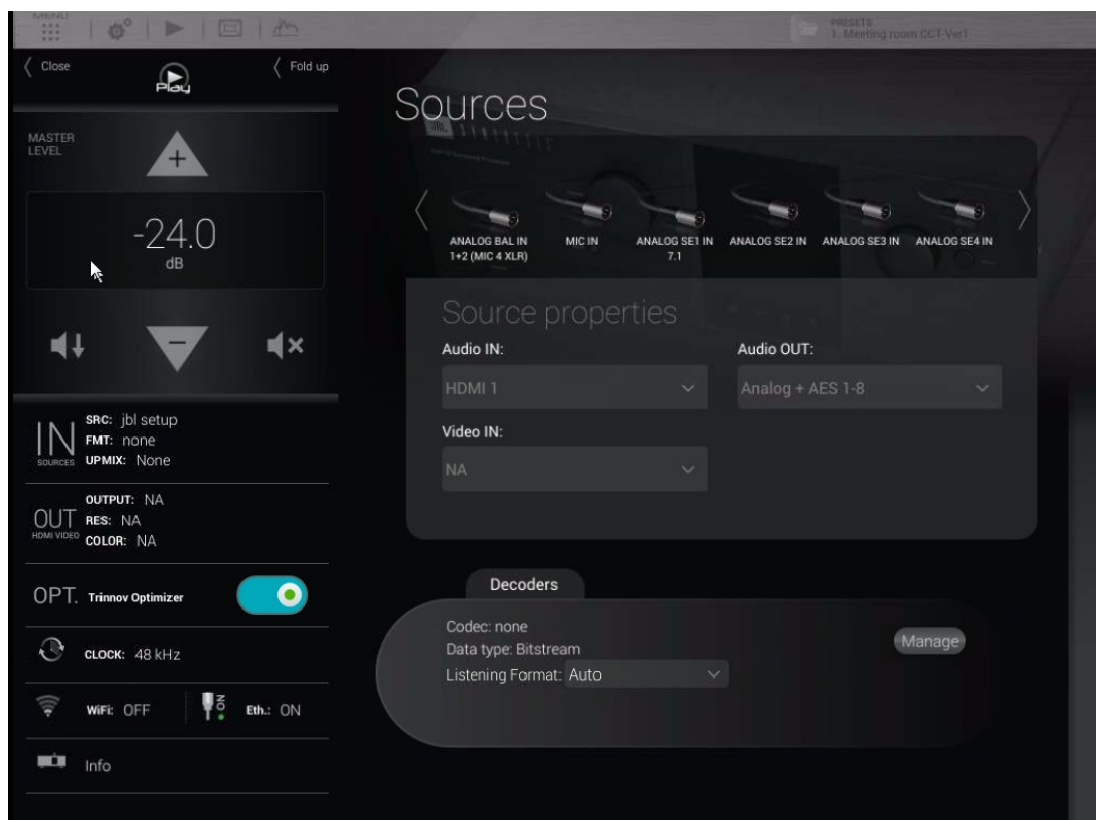 MENU
PRESETS
1. Meeting room CCT-Ver1
Close
Play
Fold up
MASTER
LEVEL
+
-24.0
dB
−
IN
SOURCES
SRC: jbl setup
FMT: none
UPMIX: None
OUT
HDMI VIDEO
OUTPUT: NA
RES: NA
COLOR: NA
OPT. Trinnov Optimizer
CLOCK: 48 kHz
WiFi: OFF
ON
Eth.: ON
Info
Sources
JBL
ANALOG BAL IN
1+2 (MIC 4 XLR)
MIC IN
ANALOG SE1 IN
7.1
ANALOG SE2 IN
ANALOG SE3 IN
ANALOG SE4 IN
Source properties
Audio IN:
HDMI 1
Audio OUT:
Analog + AES 1-8
Video IN:
NA
Decoders
Codec: none
Data type: Bitstream
Listening Format: Auto
Manage